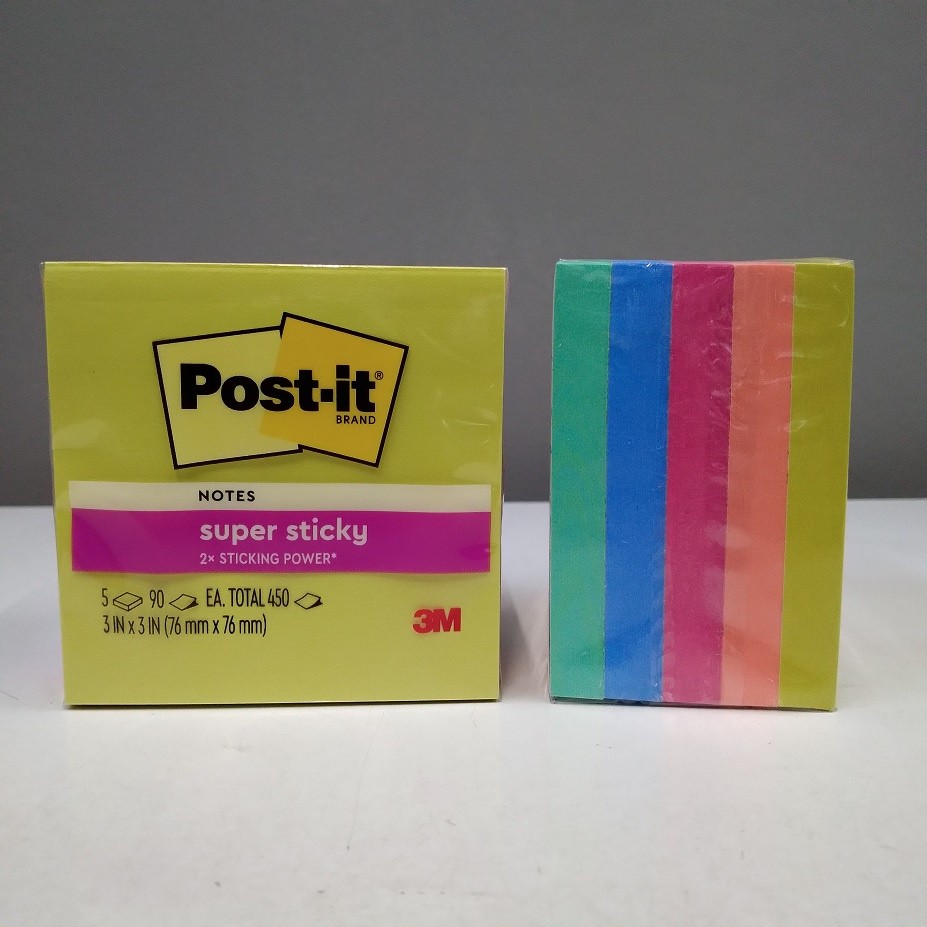 Post-it®
BRAND
NOTES
super sticky
2x STICKING POWER*
5 90 EA. TOTAL 450
3 IN x 3 IN (76 mm x 76 mm)
3M